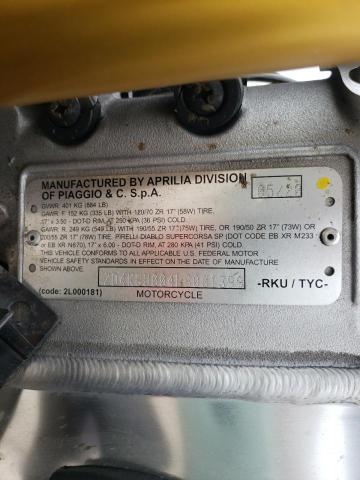 MANUFACTURED BY APRILIA DIVISION
OF PIAGGIO & C. S.p.A.
GVWR: 401 KG (884 LB)
GAWR: F. 152 KG (335 LB) WITH 120/70 ZR 17" (58W) TIRE,
17" x 3.50 - DOT-D RIM, AT 250 KPA (36 PSI) COLD.
GAWR: R. 249 KG (549 LB) WITH 190/55 ZR 17"(75W) TIRE, OR 190/50 ZR 17" (73W) OR
200/55 ZR 17" (78W) TIRE, PIRELLI DIABLO SUPERCORSA SP (DOT CODE EB XR M233
or EB XR N670), 17" x 6.00 - DOT-D RIM, AT 280 KPA (41 PSI) COLD.
THIS VEHICLE CONFORMS TO ALL APPLICABLE U.S. FEDERAL MOTOR
VEHICLE SAFETY STANDARDS IN EFFECT ON THE DATE OF MANUFACTURE
SHOWN ABOVE
-RKU / TYC-
(code: 2L000181)
MOTORCYCLE